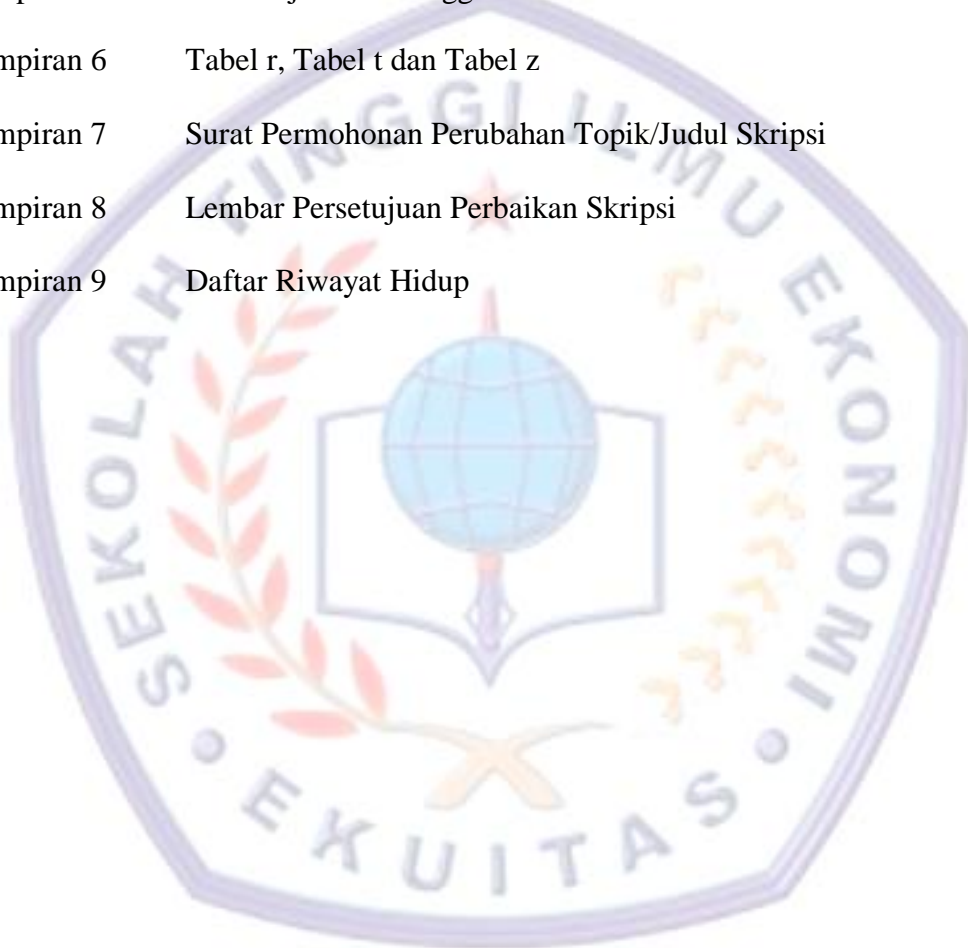 mpiran 6 Tabel r, Tabel t dan Tabel z
mpiran 7 Surat Permohonan Perubahan Topik/Judul Skripsi
mpiran 8 Lembar Persetujuan Perbaikan Skripsi
mpiran 9 Daftar Riwayat Hidup
SEKOLAH TINGGI ILMU EKONOMI
• EKUITAS •